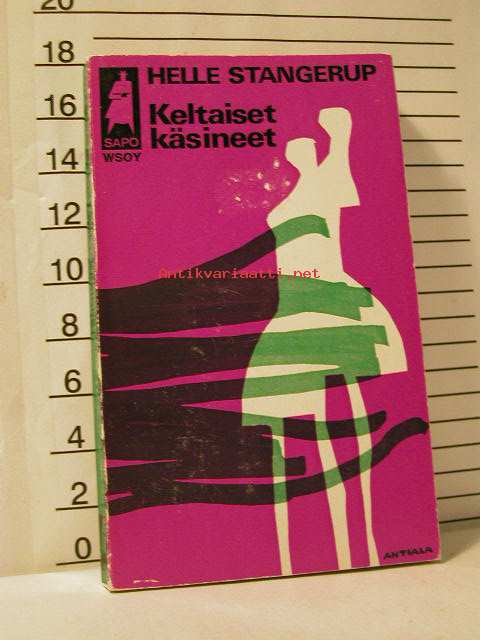 20
18
16
14
12
10
8
6
4
2
0
HELLE STANGERUP
Keltaiset
käsineet
SAPO
WSOY
Antikvariaatti.net
ANTIALA